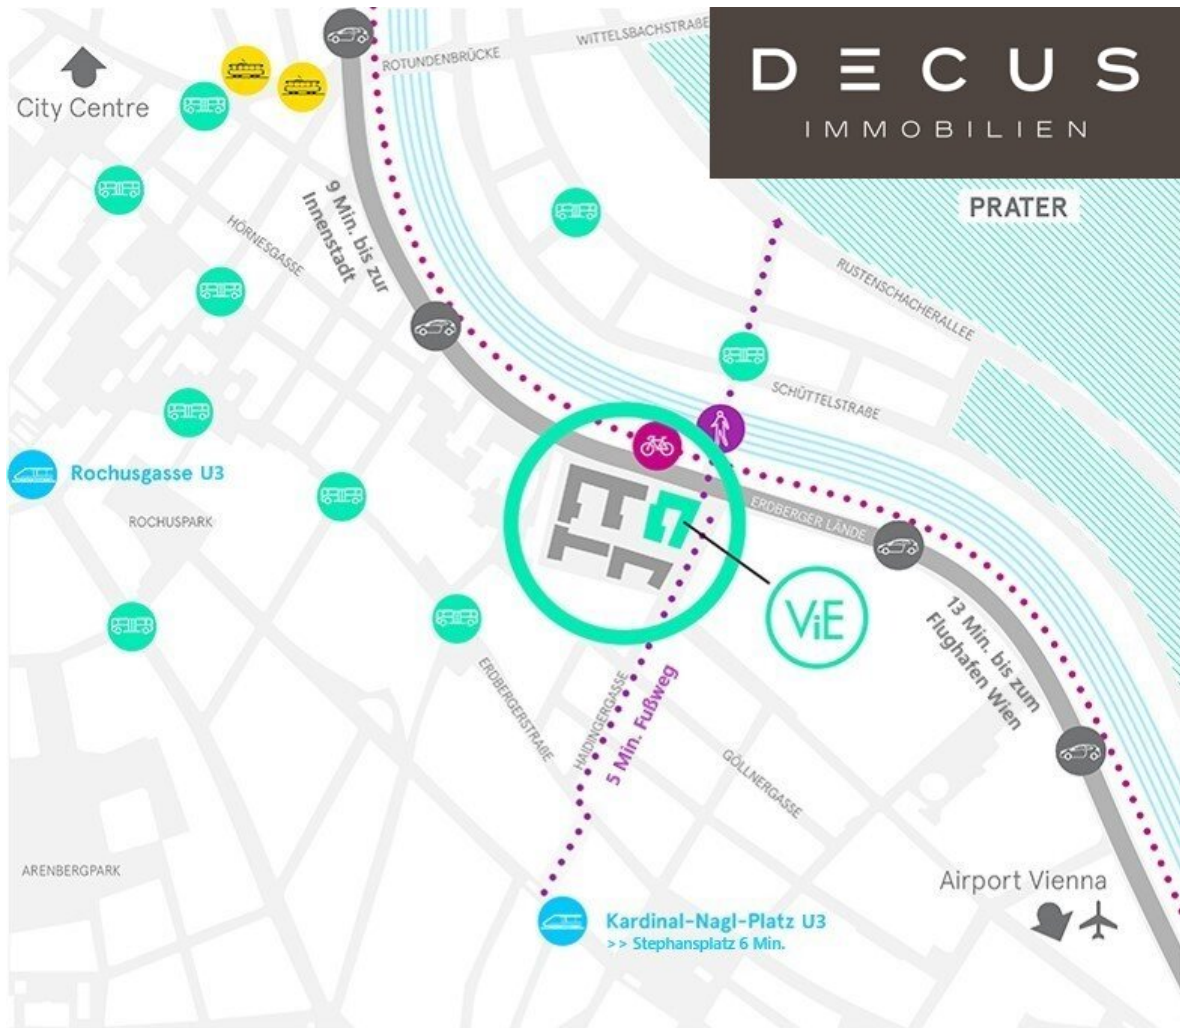 DECUS
IMMOBILIEN
WITTELSBACHSTRAßE
ROTUNDENBRÜCKE
City Centre
PRATER
9 Min. bis zur
Innenstadt
HÖRNESGASSE
RUSTENSCHACHERALLEE
SCHÜTTELSTRAßE
Rochusgasse U3
ROCHUSPARK
ERDBERGER LÄNDE
ViE
13 Min. bis zum
Flughafen Wien
ERDBERGERSTRAßE
HAIDINGERGASSE
5 Min. Fußweg
GÖLLNERGASSE
ARENBERGPARK
Airport Vienna
Kardinal-Nagl-Platz U3
>> Stephansplatz 6 Min.